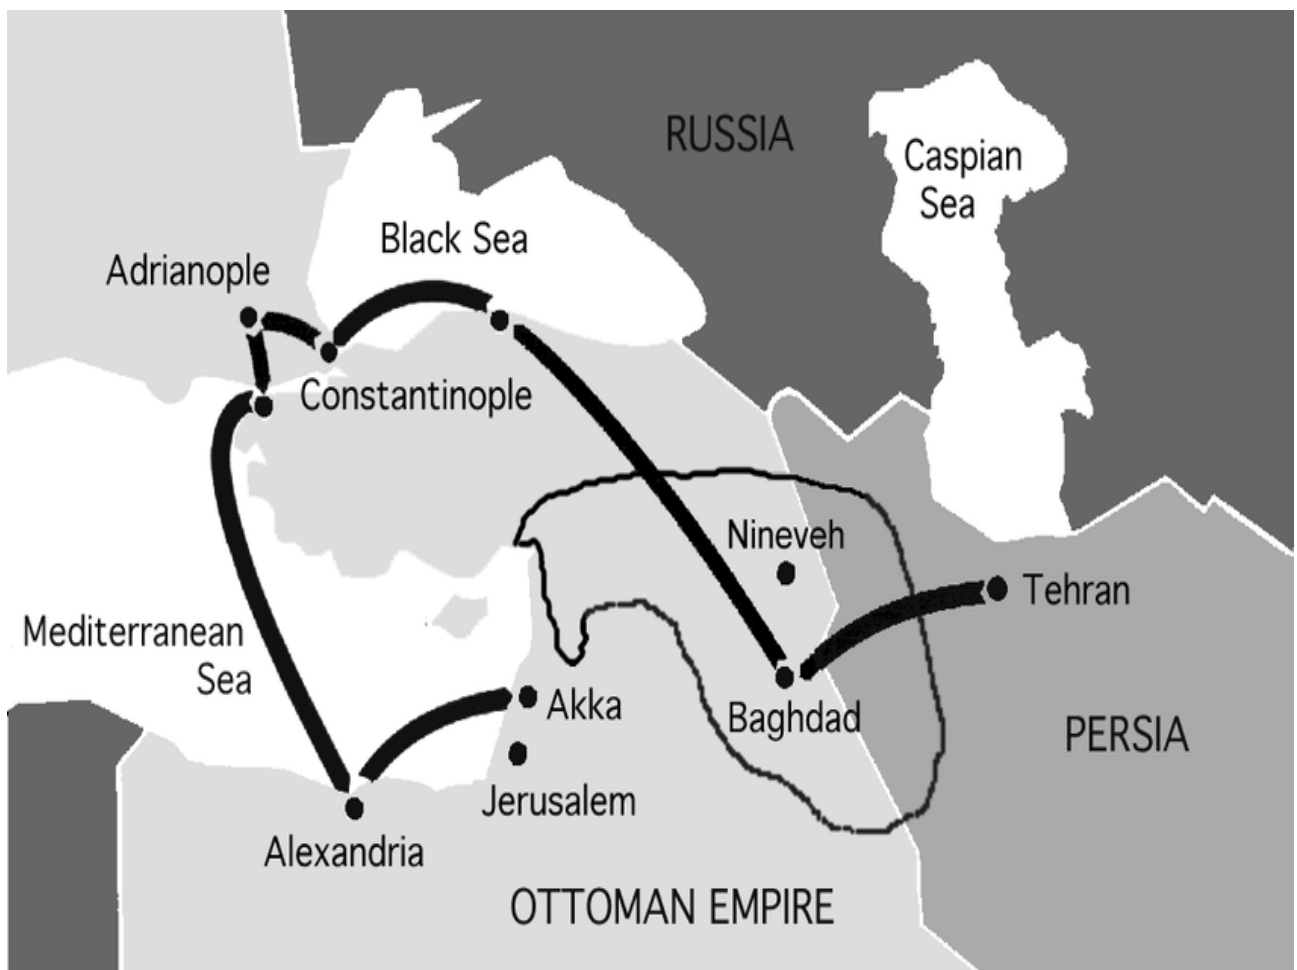 RUSSIA
Caspian
Sea
Black Sea
Adrianople
Constantinople
Nineveh
Tehran
Mediterranean
Sea
Akka
Baghdad
PERSIA
Jerusalem
Alexandria
OTTOMAN EMPIRE